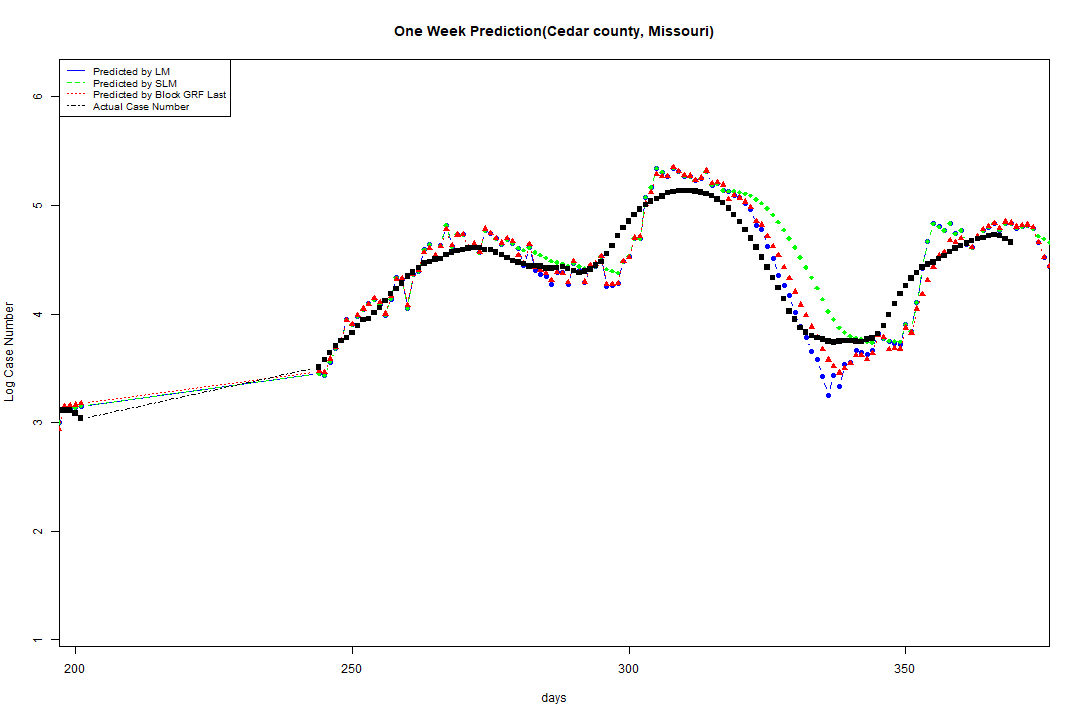 One Week Prediction(Cedar county, Missouri)
Predicted by LM
Predicted by SLM
Predicted by Block GRF Last
Actual Case Number
6
5
4
3
2
1
Log Case Number
200
250
300
350
days